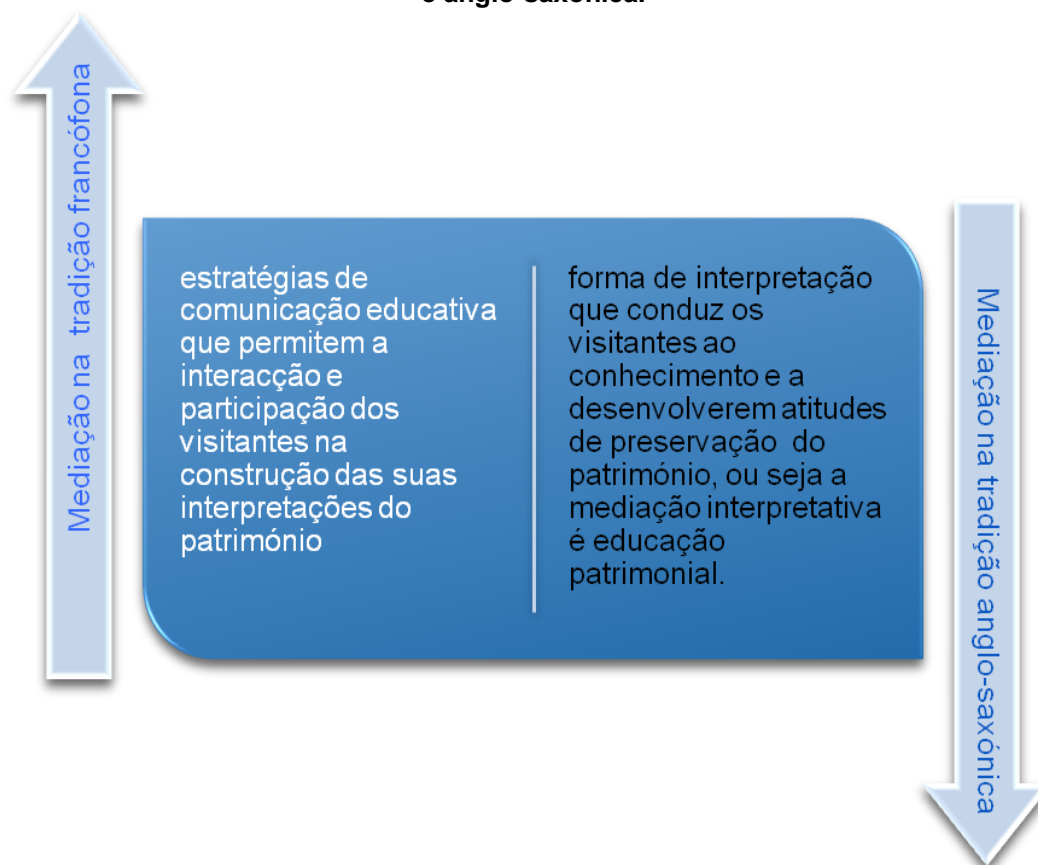 e anglo-saxónica.
Mediação na tradição francófona
estratégias de
comunicação educativa
que permitem a
interacção e
participação dos
visitantes na
construção das suas
interpretações do
património
forma de interpretação
que conduz os
visitantes ao
conhecimento e a
desenvolverem atitudes
de preservação do
património, ou seja a
mediação interpretativa
é educação
patrimonial.
Mediação na tradição anglo-saxónica